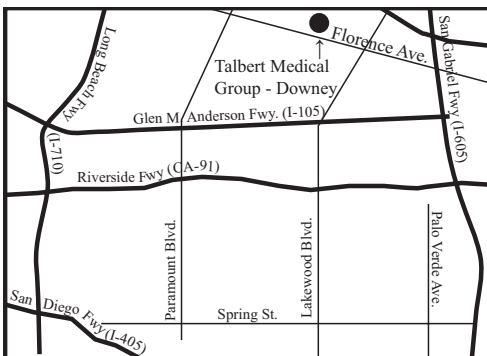 Long Beach Fwy
(I-710)
San Gabriel Fwy (I-605)
Florence Ave.
Talbert Medical
Group - Downey
Glen M. Anderson Fwy. (I-105)
Riverside Fwy (CA-91)
Paramount Blvd.
Lakewood Blvd.
Palo Verde Ave.
San Diego Fwy (I-405)
Spring St.